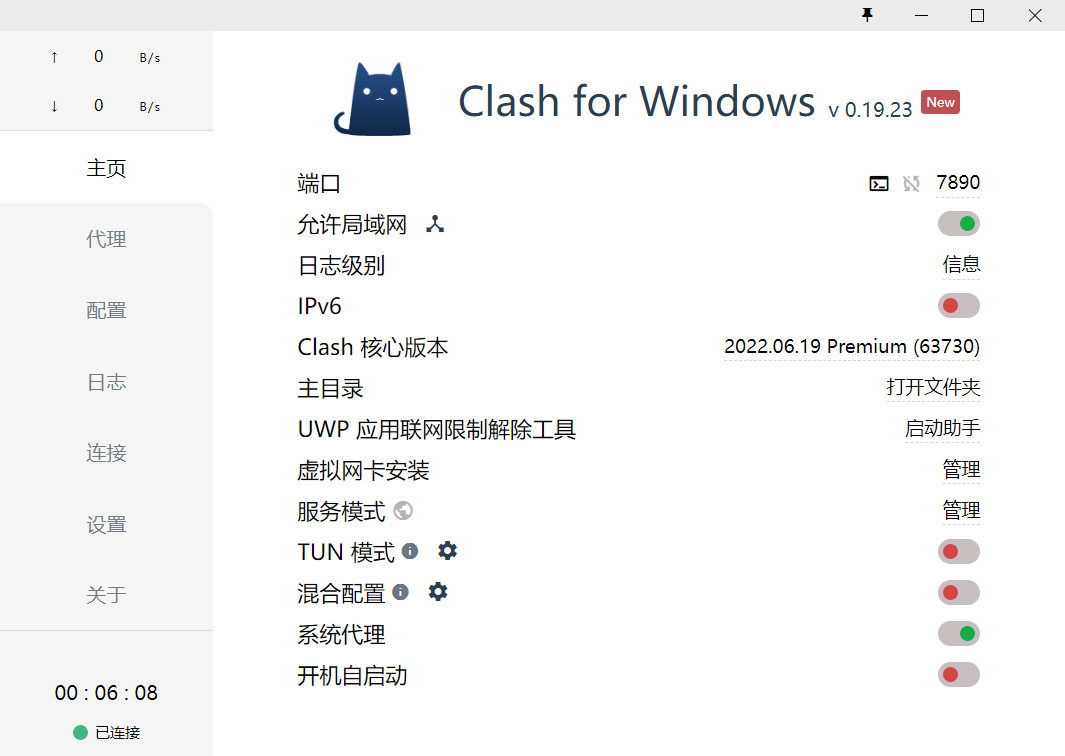 ↑ 0 B/s
↓ 0 B/s
主页
代理
配置
日志
连接
设置
关于
00 : 06 : 08
已连接
Clash for Windows v 0.19.23 New
端口 7890
允许局域网
日志级别 信息
IPv6
Clash 核心版本 2022.06.19 Premium (63730)
主目录 打开文件夹
UWP 应用联网限制解除工具 启动助手
虚拟网卡安装 管理
服务模式 管理
TUN 模式
混合配置
系统代理
开机自启动